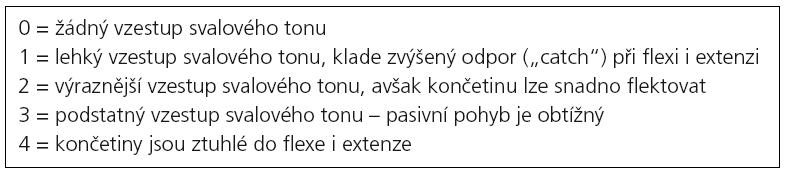 0 = žádný vzestup svalového tonu
1 = lehký vzestup svalového tonu, klade zvýšený odpor („catch“) při flexi i extenzi
2 = výraznější vzestup svalového tonu, avšak končetinu lze snadno flektovat
3 = podstatný vzestup svalového tonu – pasivní pohyb je obtížný
4 = končetiny jsou ztuhlé do flexe i extenze